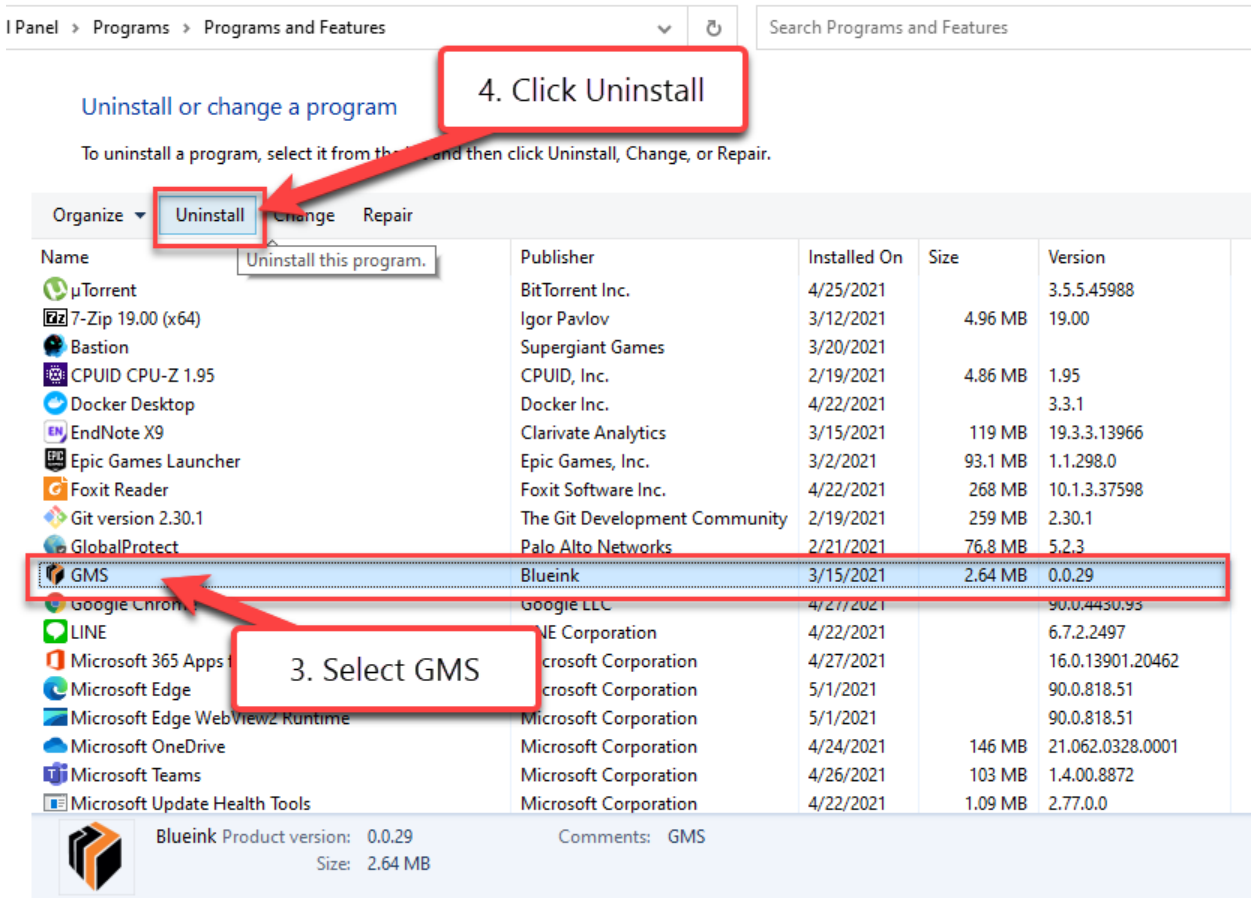 l Panel > Programs > Programs and Features Search Programs and Features
4. Click Uninstall
Uninstall or change a program
To uninstall a program, select it from the and then click Uninstall, Change, or Repair.
Organize Uninstall Change Repair
Uninstall this program.
Name Publisher Installed On Size Version
µTorrent BitTorrent Inc. 4/25/2021 3.5.5.45988
7-Zip 19.00 (x64) Igor Pavlov 3/12/2021 4.96 MB 19.00
Bastion Supergiant Games 3/20/2021
CPUID CPU-Z 1.95 CPUID, Inc. 2/19/2021 4.86 MB 1.95
Docker Desktop Docker Inc. 4/22/2021 3.3.1
EN EndNote X9 Clarivate Analytics 3/15/2021 119 MB 19.3.3.13966
Epic Games Launcher Epic Games, Inc. 3/2/2021 93.1 MB 1.1.298.0
Foxit Reader Foxit Software Inc. 4/22/2021 268 MB 10.1.3.37598
Git version 2.30.1 The Git Development Community 2/19/2021 259 MB 2.30.1
GlobalProtect Palo Alto Networks 2/21/2021 76.8 MB 5.2.3
GMS Blueink 3/15/2021 2.64 MB 0.0.29
Google Chrome Google LLC 4/27/2021 90.0.4430.93
LINE LINE Corporation 4/22/2021 6.7.2.2497
3. Select GMS
Microsoft 365 Apps Microsoft Corporation 4/27/2021 16.0.13901.20462
Microsoft Edge Microsoft Corporation 5/1/2021 90.0.818.51
Microsoft Edge WebView2 Runtime Microsoft Corporation 5/1/2021 90.0.818.51
Microsoft OneDrive Microsoft Corporation 4/24/2021 146 MB 21.062.0328.0001
Microsoft Teams Microsoft Corporation 4/26/2021 103 MB 1.4.00.8872
Microsoft Update Health Tools Microsoft Corporation 4/22/2021 1.09 MB 2.77.0.0
Blueink Product version: 0.0.29 Comments: GMS
Size: 2.64 MB